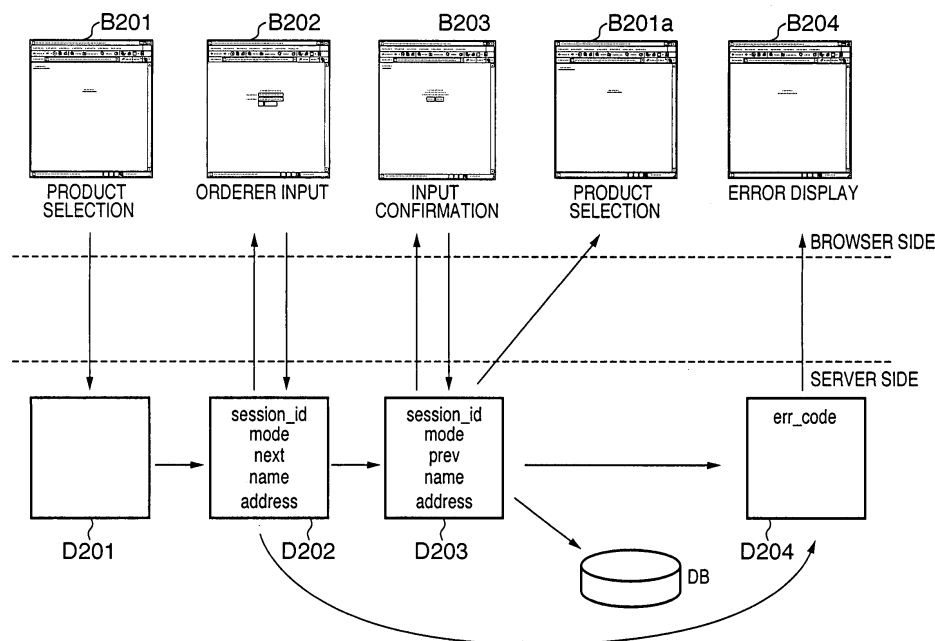 B201
B202
B203
B201a
B204
PRODUCT
SELECTION
ORDERER INPUT
INPUT
CONFIRMATION
PRODUCT
SELECTION
ERROR DISPLAY
BROWSER SIDE
SERVER SIDE
session_id
mode
next
name
address
session_id
mode
prev
name
address
err_code
D201
D202
D203
D204
DB